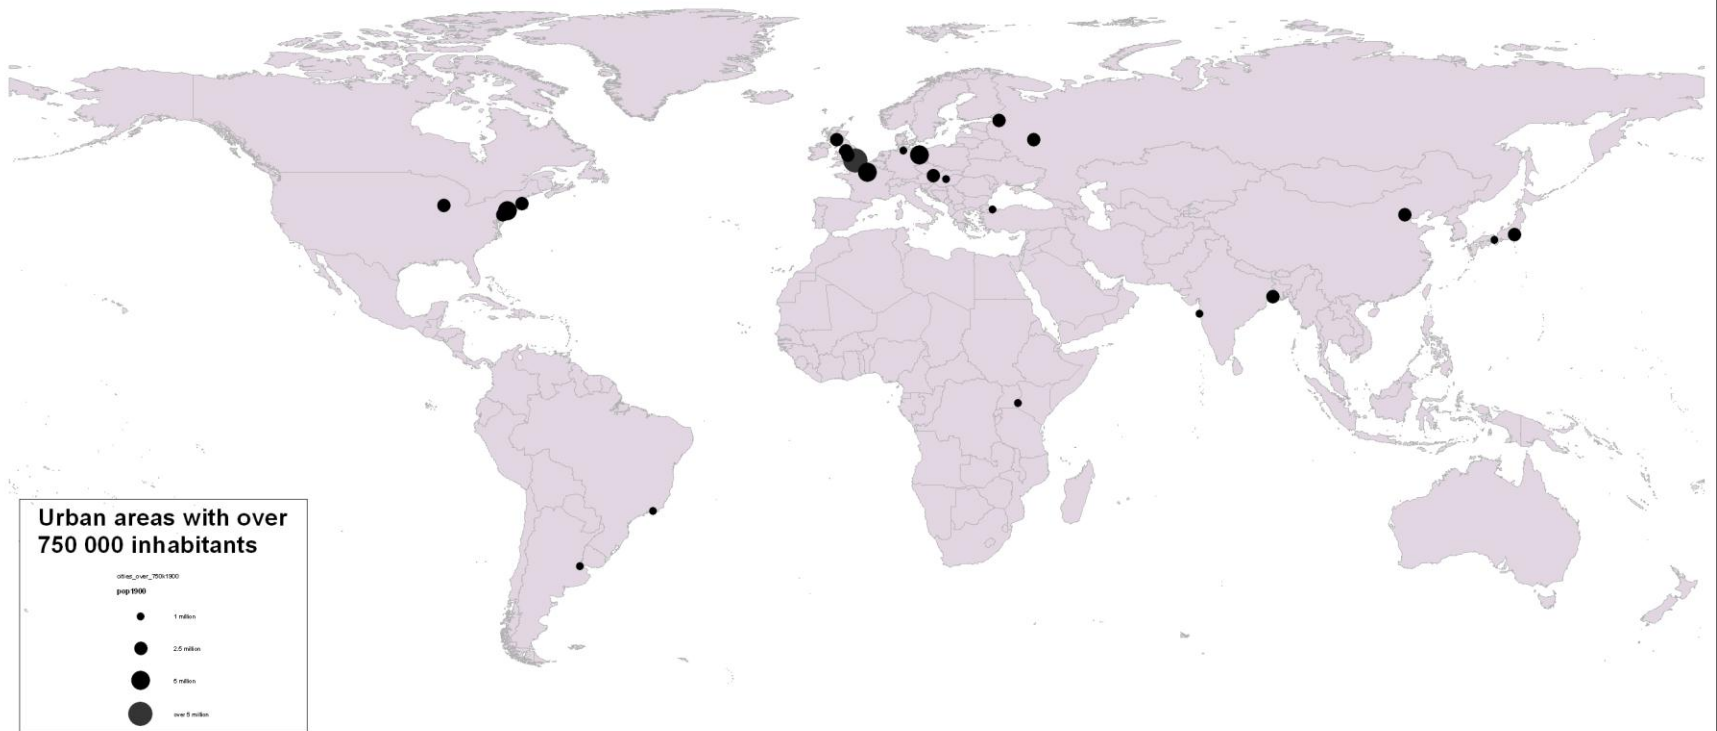 Urban areas with over
750 000 inhabitants
cities_over_750k1900
pop1900
1 million
2.5 million
5 million
over 5 million